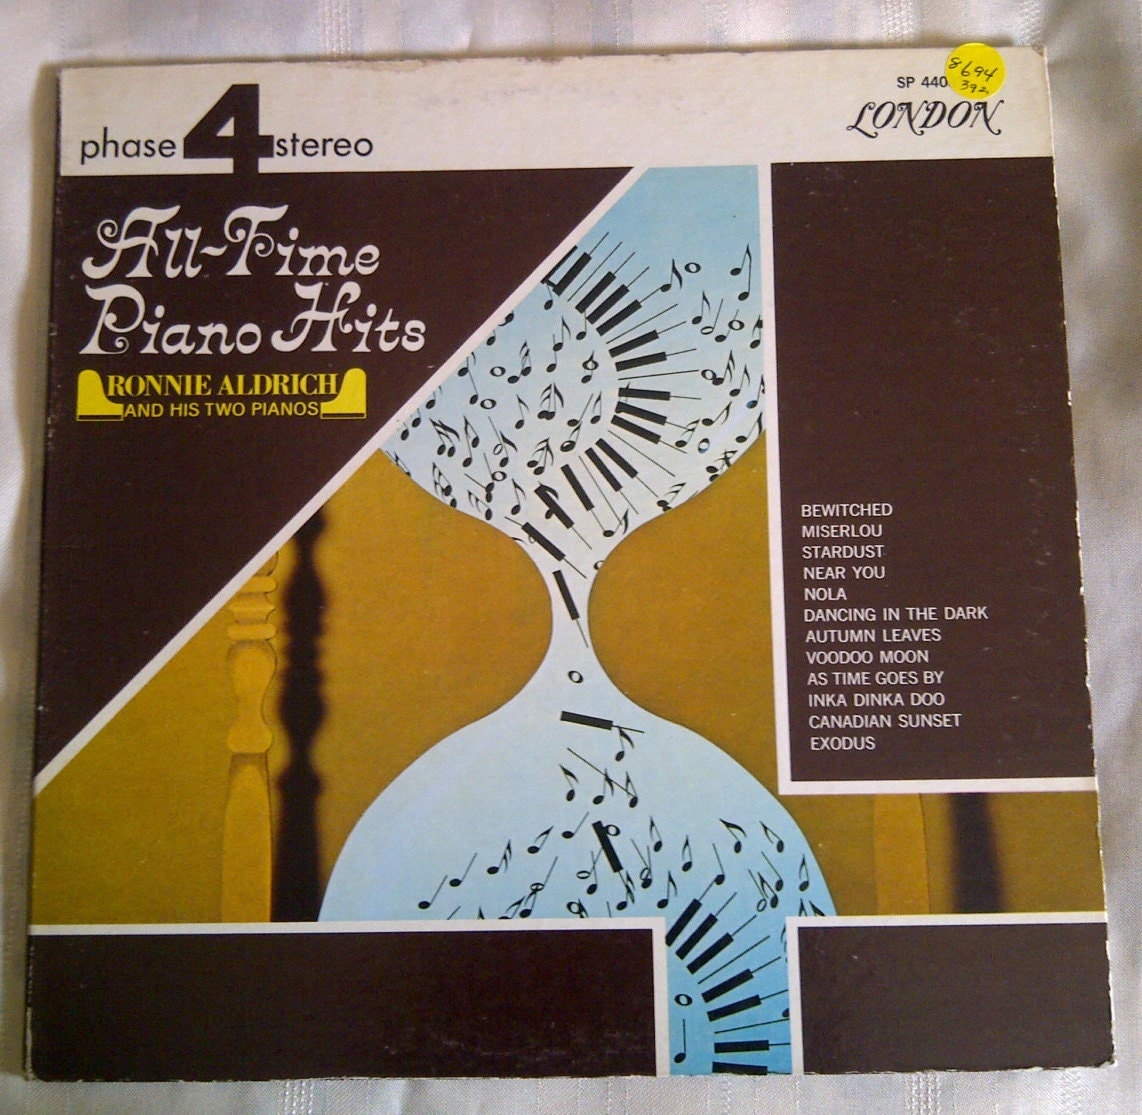 phase 4 stereo
SP 440
8694
392
LONDON
All-Time
Piano Hits
RONNIE ALDRICH
AND HIS TWO PIANOS
BEWITCHED
MISERLOU
STARDUST
NEAR YOU
NOLA
DANCING IN THE DARK
AUTUMN LEAVES
VOODOO MOON
AS TIME GOES BY
INKA DINKA DOO
CANADIAN SUNSET
EXODUS